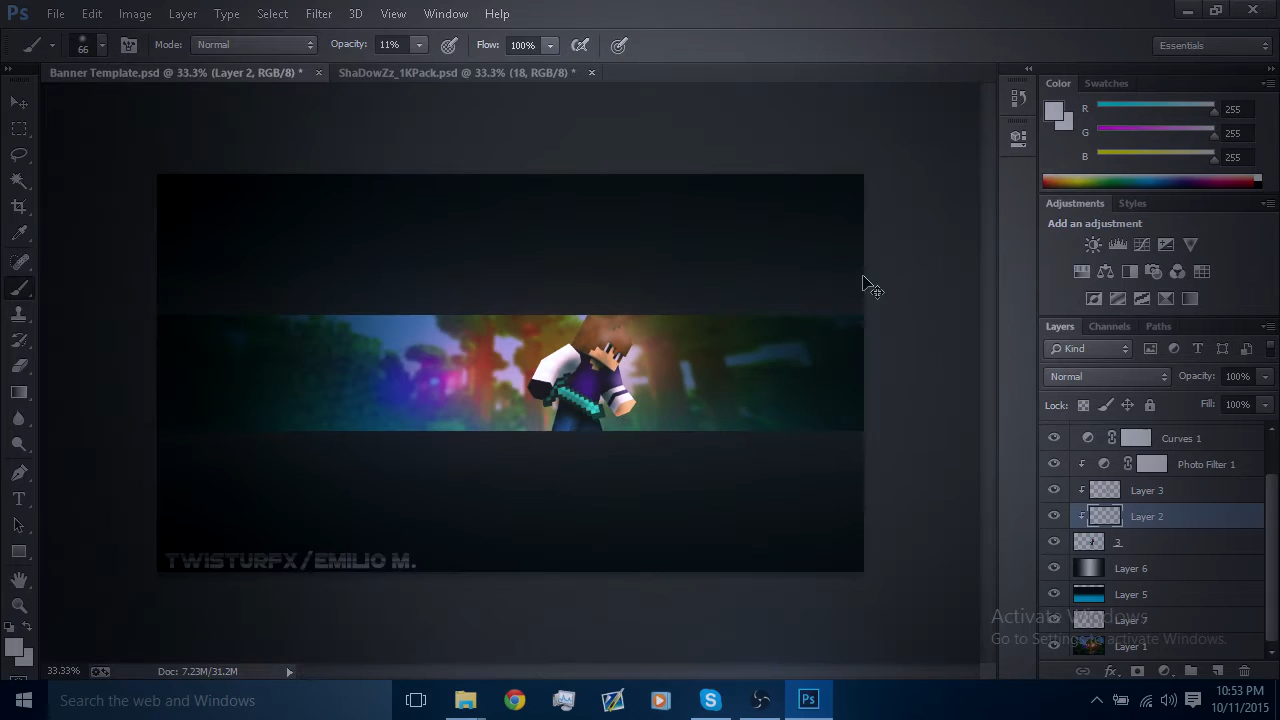 Ps File Edit Image Layer Type Select Filter 3D View Window Help
66 Mode: Normal Opacity: 11% Flow: 100% Essentials
Banner Template.psd @ 33.3% (Layer 2, RGB/8) * × ShaDowZz_1KPack.psd @ 33.3% (18, RGB/8) * ×
Color Swatches
R 255
G 255
B 255
Adjustments Styles
Add an adjustment
Layers Channels Paths
Kind
Normal Opacity: 100%
Lock: Fill: 100%
Curves 1
Photo Filter 1
Layer 3
Layer 2
3
Layer 6
Layer 5
Layer 7
Layer 1
TWISTURFX/EMILIO M.
Activate Windows
Go to Settings to activate Windows.
33.33% Doc: 7.23M/31.2M
Search the web and Windows
10:53 PM
10/11/2015